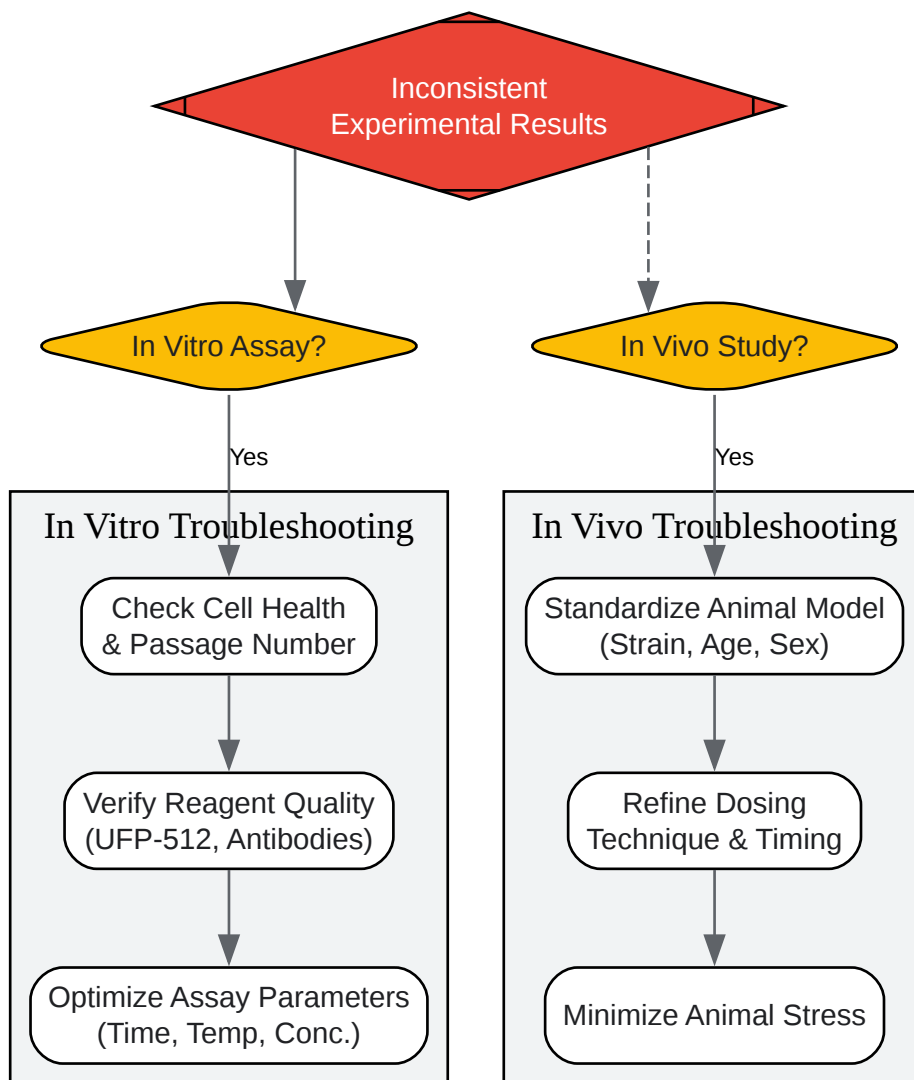 Inconsistent
Experimental Results
In Vitro Assay?
In Vivo Study?
Yes
Yes
In Vitro Troubleshooting
Check Cell Health
& Passage Number
Verify Reagent Quality
(UFP-512, Antibodies)
Optimize Assay Parameters
(Time, Temp, Conc.)
In Vivo Troubleshooting
Standardize Animal Model
(Strain, Age, Sex)
Refine Dosing
Technique & Timing
Minimize Animal Stress